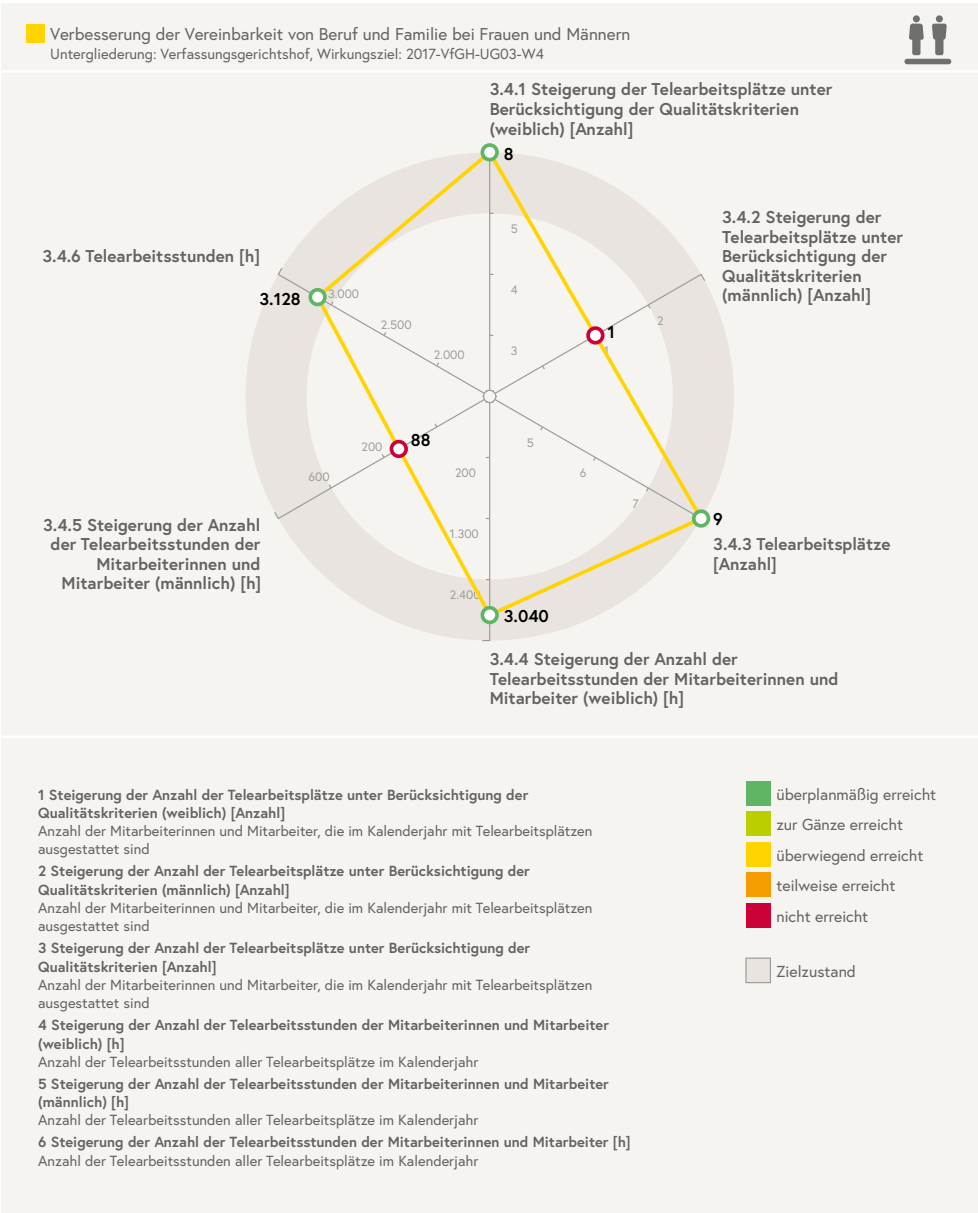 Verbesserung der Vereinbarkeit von Beruf und Familie bei Frauen und Männern
Untergliederung: Verfassungsgerichtshof, Wirkungsziel: 2017-VfGH-UG03-W4
3.4.1 Steigerung der Telearbeitsplätze unter
Berücksichtigung der Qualitätskriterien
(weiblich) [Anzahl]
8
5
4
3
3.4.2 Steigerung der
Telearbeitsplätze unter
Berücksichtigung der
Qualitätskriterien
(männlich) [Anzahl]
2
1
1
3.4.6 Telearbeitsstunden [h]
3.128
3.000
2.500
2.000
5
6
7
9
3.4.3 Telearbeitsplätze
[Anzahl]
88
200
600
3.4.5 Steigerung der Anzahl
der Telearbeitsstunden der
Mitarbeiterinnen und
Mitarbeiter (männlich) [h]
200
1.300
2.400
3.040
3.4.4 Steigerung der Anzahl der
Telearbeitsstunden der Mitarbeiterinnen und
Mitarbeiter (weiblich) [h]
1 Steigerung der Anzahl der Telearbeitsplätze unter Berücksichtigung der
Qualitätskriterien (weiblich) [Anzahl]
Anzahl der Mitarbeiterinnen und Mitarbeiter, die im Kalenderjahr mit Telearbeitsplätzen
ausgestattet sind
2 Steigerung der Anzahl der Telearbeitsplätze unter Berücksichtigung der
Qualitätskriterien (männlich) [Anzahl]
Anzahl der Mitarbeiterinnen und Mitarbeiter, die im Kalenderjahr mit Telearbeitsplätzen
ausgestattet sind
3 Steigerung der Anzahl der Telearbeitsplätze unter Berücksichtigung der
Qualitätskriterien [Anzahl]
Anzahl der Mitarbeiterinnen und Mitarbeiter, die im Kalenderjahr mit Telearbeitsplätzen
ausgestattet sind
4 Steigerung der Anzahl der Telearbeitsstunden der Mitarbeiterinnen und Mitarbeiter
(weiblich) [h]
Anzahl der Telearbeitsstunden aller Telearbeitsplätze im Kalenderjahr
5 Steigerung der Anzahl der Telearbeitsstunden der Mitarbeiterinnen und Mitarbeiter
(männlich) [h]
Anzahl der Telearbeitsstunden aller Telearbeitsplätze im Kalenderjahr
6 Steigerung der Anzahl der Telearbeitsstunden der Mitarbeiterinnen und Mitarbeiter [h]
Anzahl der Telearbeitsstunden aller Telearbeitsplätze im Kalenderjahr
überplanmäßig erreicht
zur Gänze erreicht
überwiegend erreicht
teilweise erreicht
nicht erreicht
Zielzustand